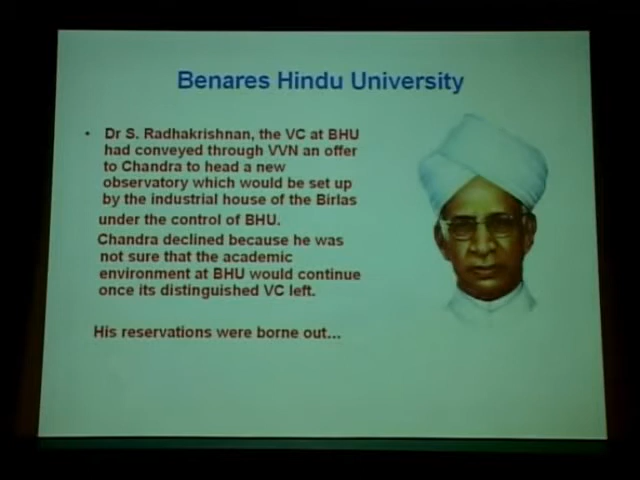 Benares Hindu University
• Dr S. Radhakrishnan, the VC at BHU
had conveyed through VVN an offer
to Chandra to head a new
observatory which would be set up
by the industrial house of the Birlas
under the control of BHU.
Chandra declined because he was
not sure that the academic
environment at BHU would continue
once its distinguished VC left.
His reservations were borne out...